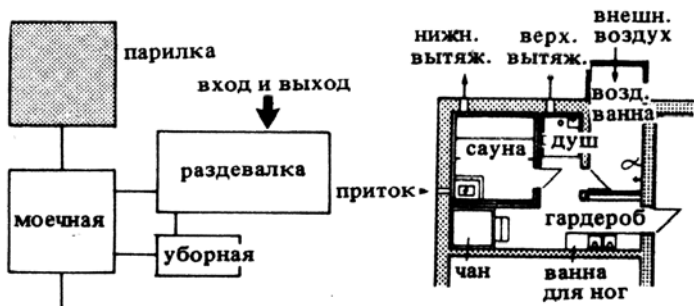 парилка
вход и выход
раздевалка
моечная
уборная
нижн.
вытяж.
верх.
вытяж.
внешн.
воздух
возд.
ванна
сауна
душ
приток
гардероб
чан
ванна
для ног